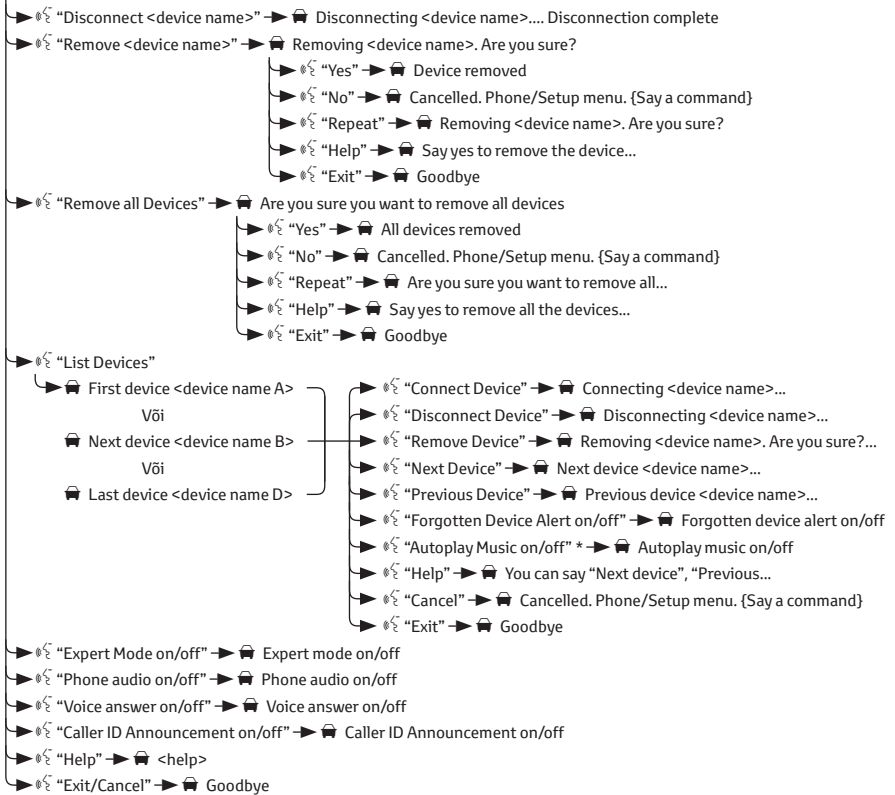 “Disconnect <device name>” Disconnecting <device name>.... Disconnection complete
“Remove <device name>” Removing <device name>. Are you sure?
“Yes” Device removed
“No” Cancelled. Phone/Setup menu. {Say a command}
“Repeat” Removing <device name>. Are you sure?
“Help” Say yes to remove the device...
“Exit” Goodbye
“Remove all Devices” Are you sure you want to remove all devices
“Yes” All devices removed
“No” Cancelled. Phone/Setup menu. {Say a command}
“Repeat” Are you sure you want to remove all...
“Help” Say yes to remove all the devices...
“Exit” Goodbye
“List Devices”
First device <device name A>
Või
Next device <device name B>
Või
Last device <device name D>
“Connect Device” Connecting <device name>...
“Disconnect Device” Disconnecting <device name>...
“Remove Device” Removing <device name>. Are you sure?...
“Next Device” Next device <device name>...
“Previous Device” Previous device <device name>...
“Forgotten Device Alert on/off” Forgotten device alert on/off
“Autoplay Music on/off” * Autoplay music on/off
“Help” You can say “Next device”, “Previous...
“Cancel” Cancelled. Phone/Setup menu. {Say a command}
“Exit” Goodbye
“Expert Mode on/off” Expert mode on/off
“Phone audio on/off” Phone audio on/off
“Voice answer on/off” Voice answer on/off
“Caller ID Announcement on/off” Caller ID Announcement on/off
“Help” <help>
“Exit/Cancel” Goodbye